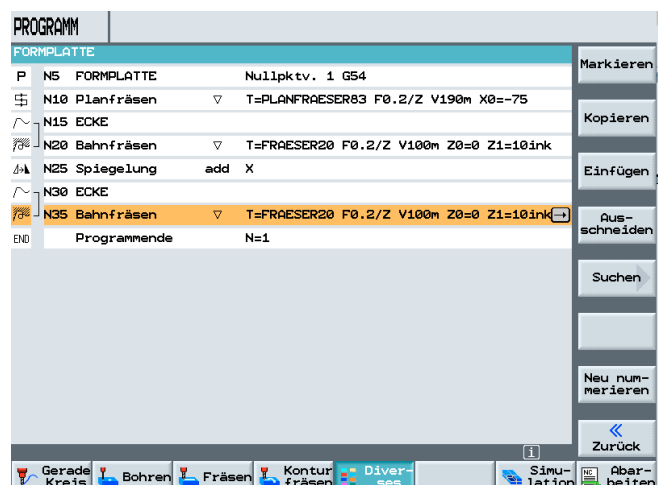 PROGRAMM
FORMPLATTE
P N5 FORMPLATTE Nullpktv. 1 G54
N10 Planfräsen ▽ T=PLANFRAESER83 F0.2/Z V190m X0=-75
N15 ECKE
N20 Bahnfräsen ▽ T=FRAESER20 F0.2/Z V100m Z0=0 Z1=10ink
N25 Spiegelung add X
N30 ECKE
N35 Bahnfräsen ▽ T=FRAESER20 F0.2/Z V100m Z0=0 Z1=10ink
END Programmende N=1
Markieren
Kopieren
Einfügen
Aus-
schneiden
Suchen
Neu num-
merieren
Zurück
i
Gerade
Kreis
Bohren
Fräsen
Kontur
fräsen
Diver-
ses
Simu-
lation
NC
Abar-
beiten